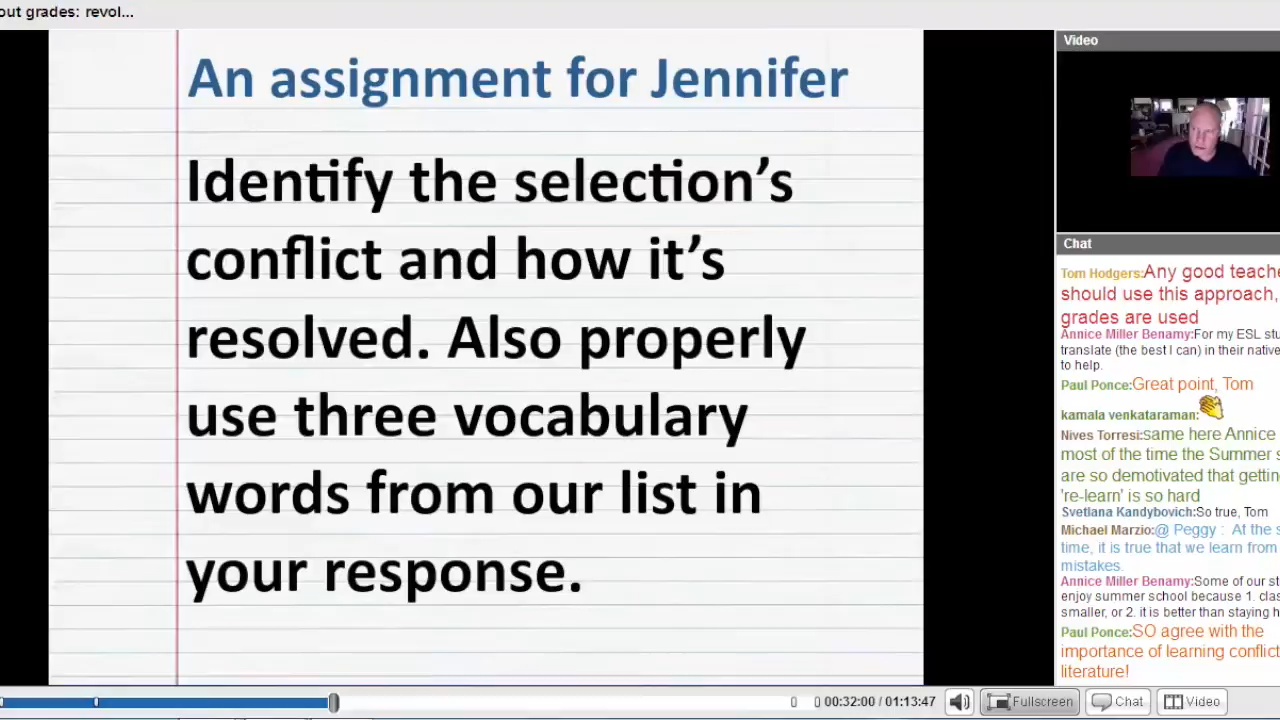 out grades: revol...
An assignment for Jennifer
Identify the selection's
conflict and how it's
resolved. Also properly
use three vocabulary
words from our list in
your response.
Video
Chat
Tom Hodgers:Any good teache
should use this approach,
grades are used
Annice Miller Benamy:For my ESL stu
translate (the best I can) in their native
to help.
Paul Ponce:Great point, Tom
kamala venkataraman:
Nives Torresi:same here Annice
most of the time the Summer s
are so demotivated that getting
're-learn' is so hard
Svetlana Kandybovich:So true, Tom
Michael Marzio:@ Peggy : At the s
time, it is true that we learn from
mistakes.
Annice Miller Benamy:Some of our st
enjoy summer school because 1. clas
smaller, or 2. it is better than staying h
Paul Ponce:SO agree with the
importance of learning conflict
literature!
00:32:00 / 01:13:47
Fullscreen
Chat
Video